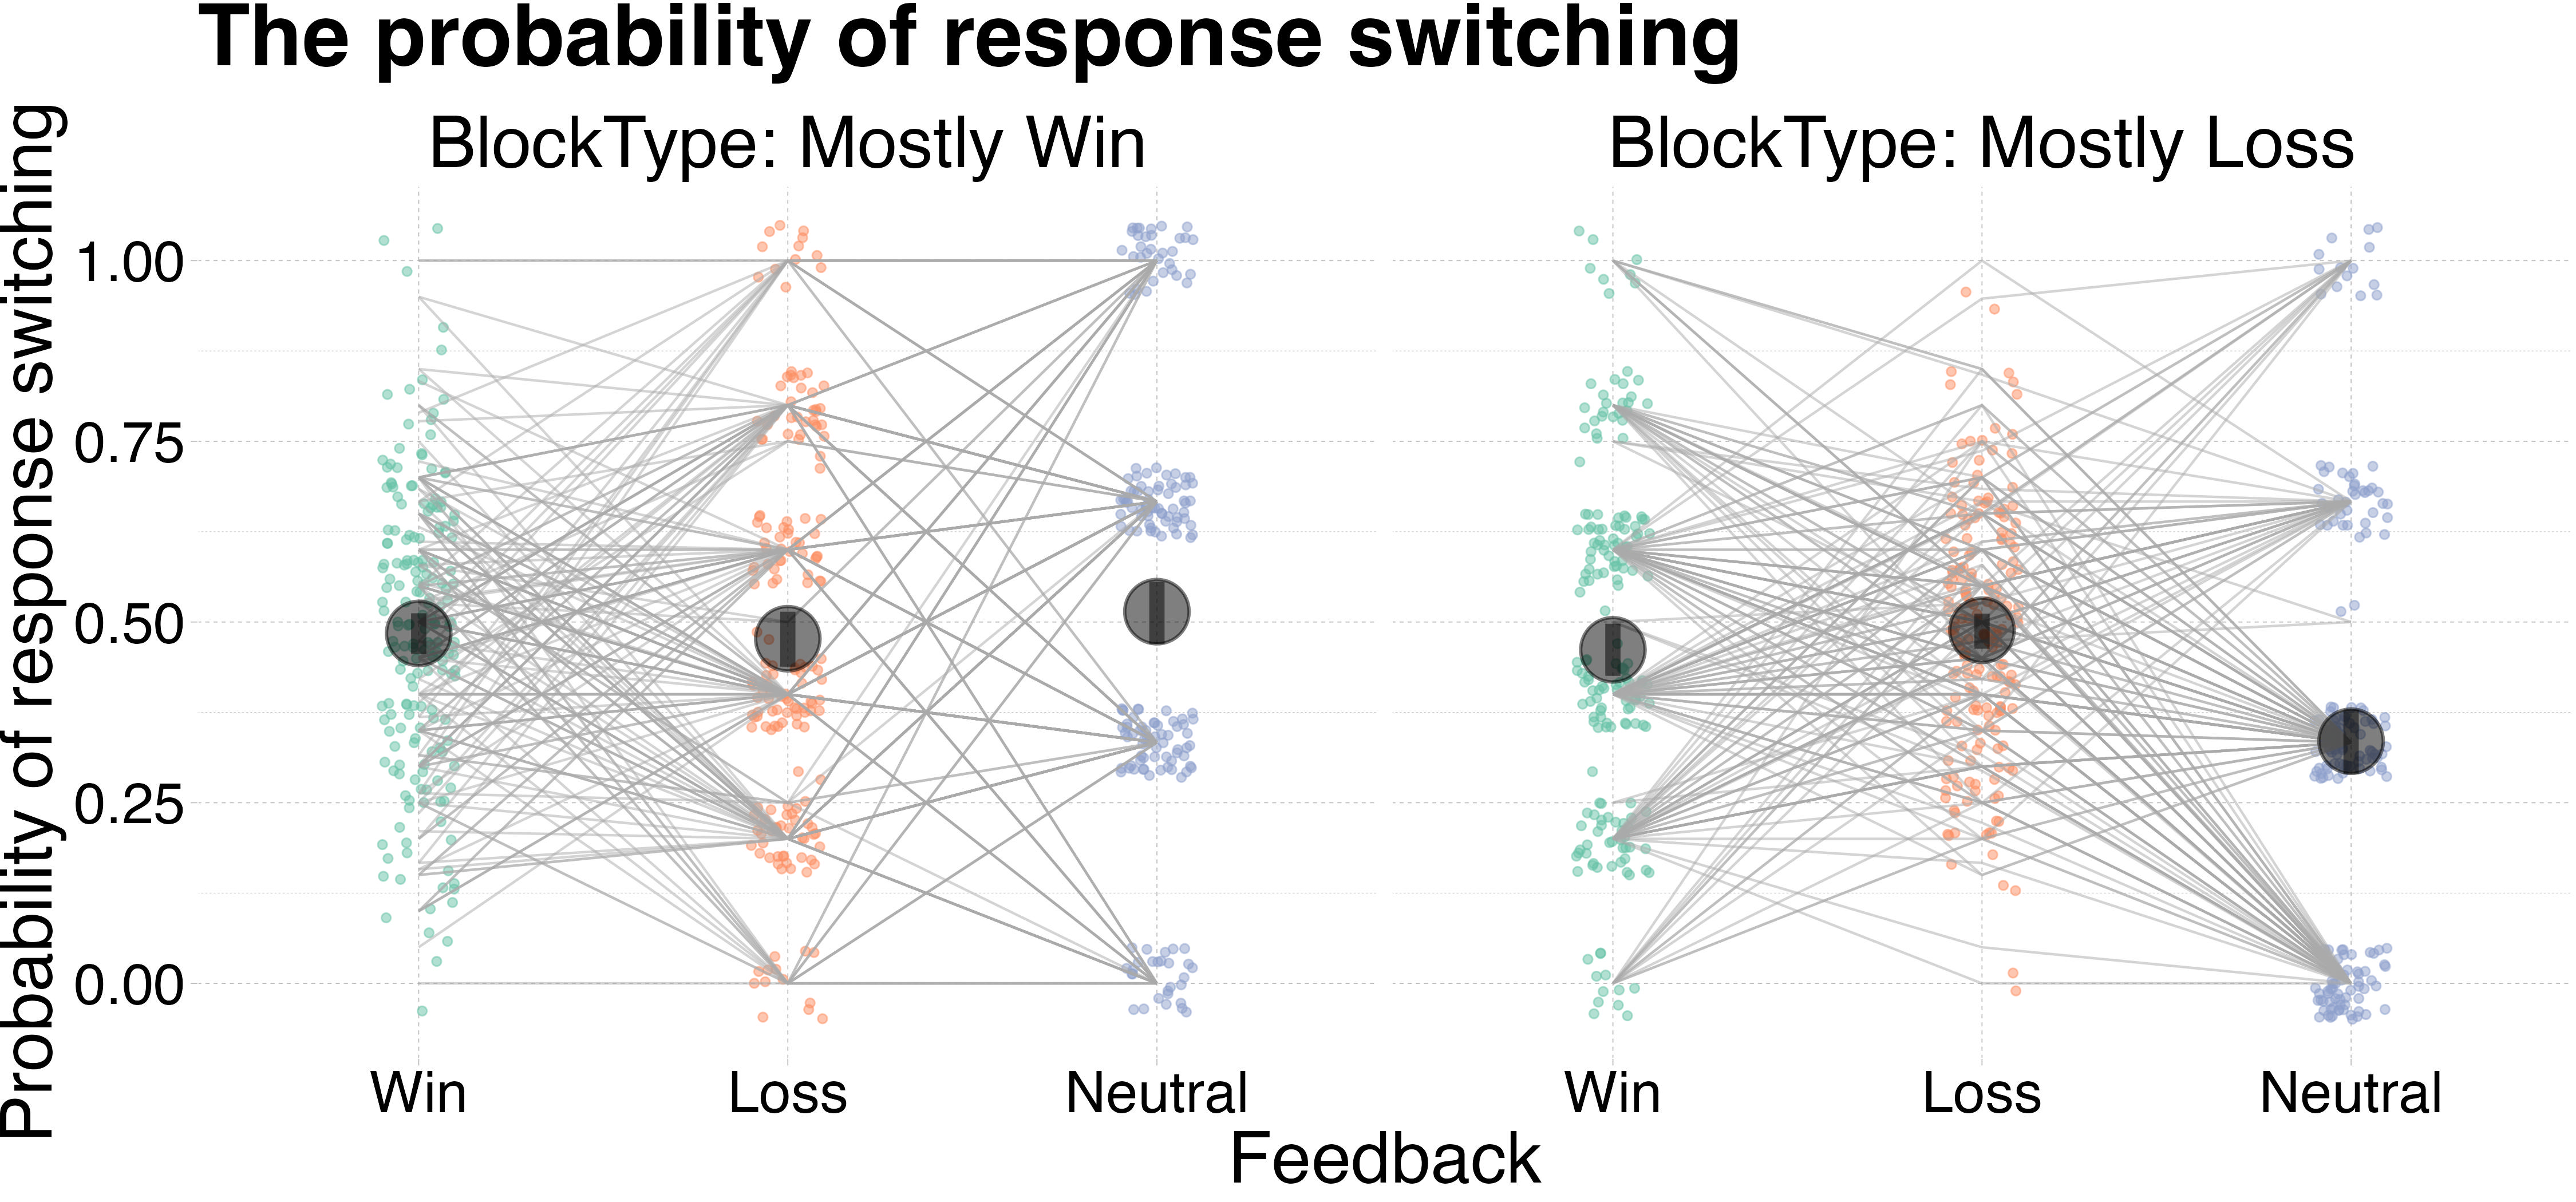 The probability of response switching
BlockType: Mostly Win
BlockType: Mostly Loss
Probability of response switching
1.00
0.75
0.50
0.25
0.00
Win
Loss
Neutral
Win
Loss
Neutral
Feedback